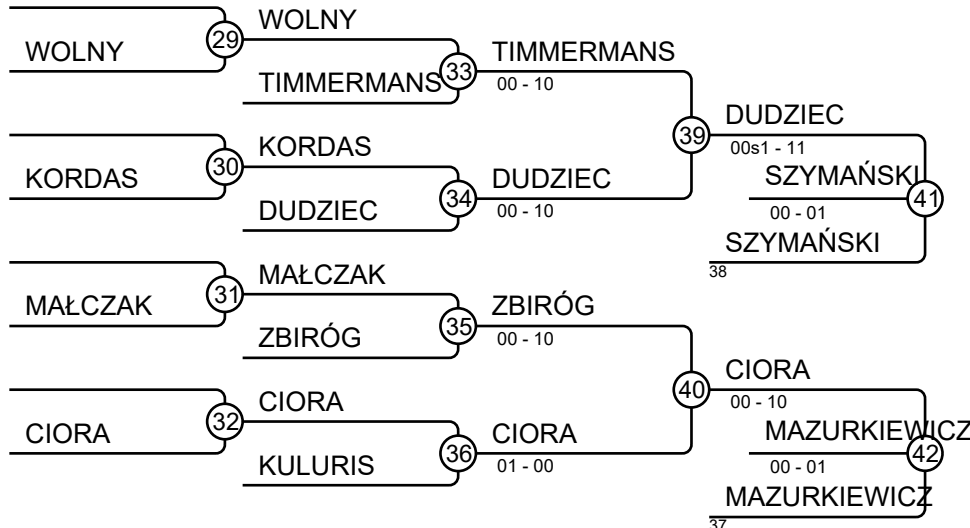 WOLNY
29
WOLNY
TIMMERMANS
33
TIMMERMANS
00 - 10
KORDAS
30
KORDAS
DUDZIEC
34
DUDZIEC
00 - 10
39
DUDZIEC
00s1 - 11
SZYMAŃSKI
00 - 01
41
SZYMAŃSKI
38
MAŁCZAK
31
MAŁCZAK
ZBIRÓG
35
ZBIRÓG
00 - 10
CIORA
32
CIORA
KULURIS
36
CIORA
01 - 00
40
CIORA
00 - 10
MAZURKIEWICZ
00 - 01
42
MAZURKIEWICZ
37